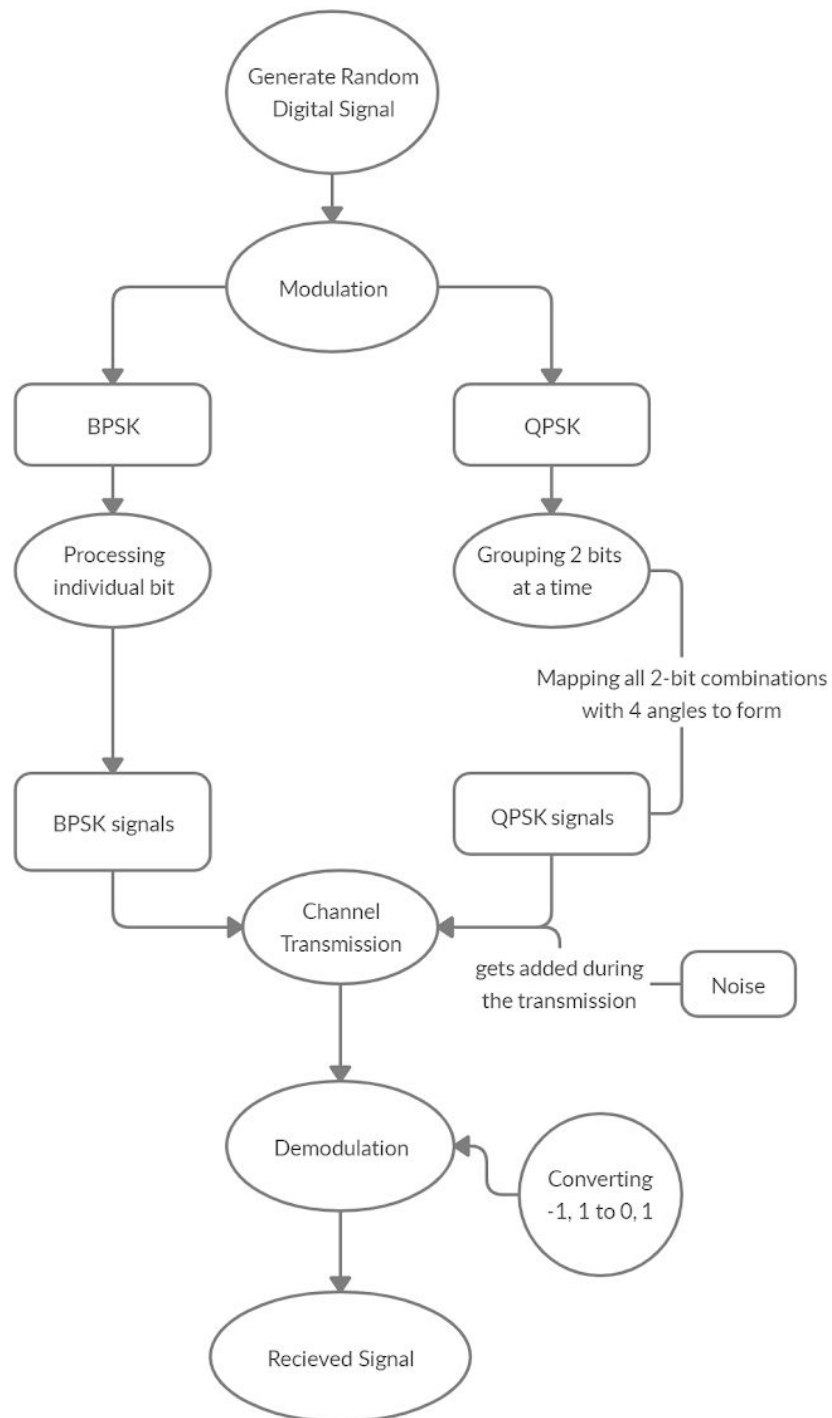 Generate Random
Digital Signal
Modulation
BPSK
QPSK
Processing
individual bit
Grouping 2 bits
at a time
Mapping all 2-bit combinations
with 4 angles to form
BPSK signals
QPSK signals
Channel
Transmission
gets added during
the transmission
Noise
Demodulation
Converting
-1, 1 to 0, 1
Recieved Signal